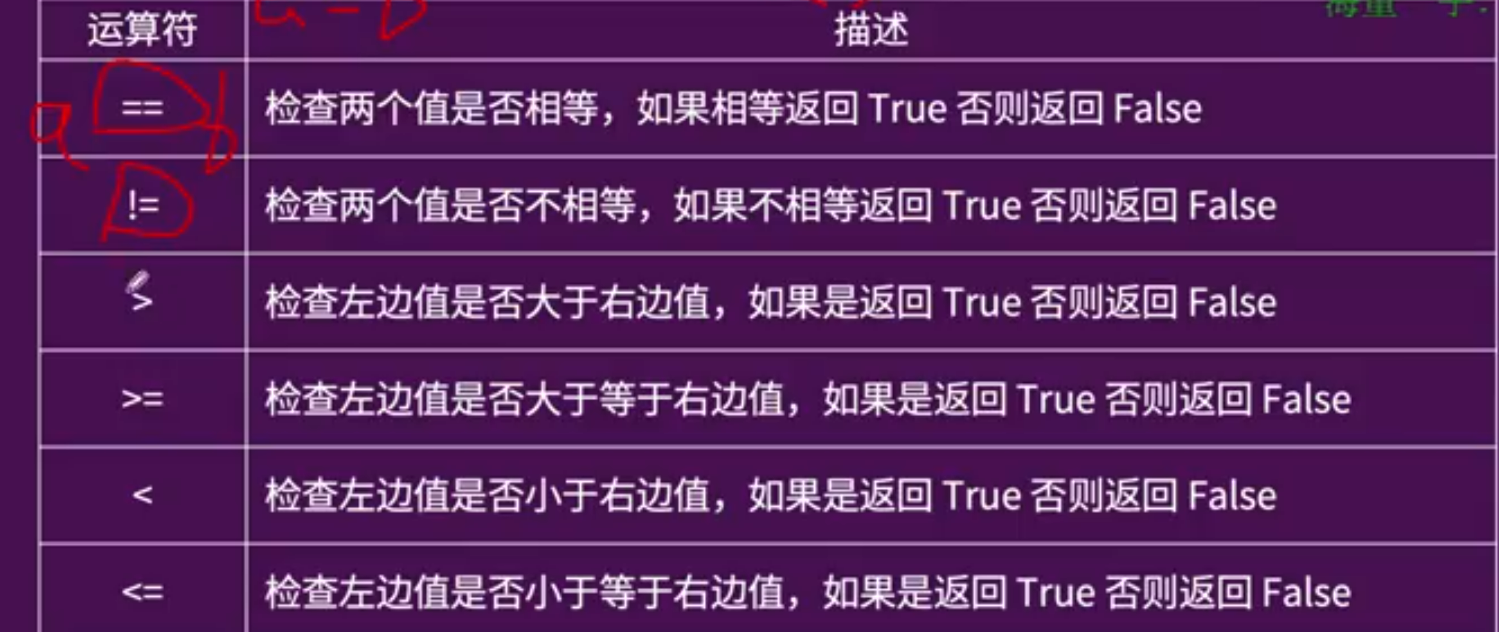 运算符 描述
== 检查两个值是否相等，如果相等返回 True 否则返回 False
!= 检查两个值是否不相等，如果不相等返回 True 否则返回 False
> 检查左边值是否大于右边值，如果是返回 True 否则返回 False
>= 检查左边值是否大于等于右边值，如果是返回 True 否则返回 False
< 检查左边值是否小于右边值，如果是返回 True 否则返回 False
<= 检查左边值是否小于等于右边值，如果是返回 True 否则返回 False